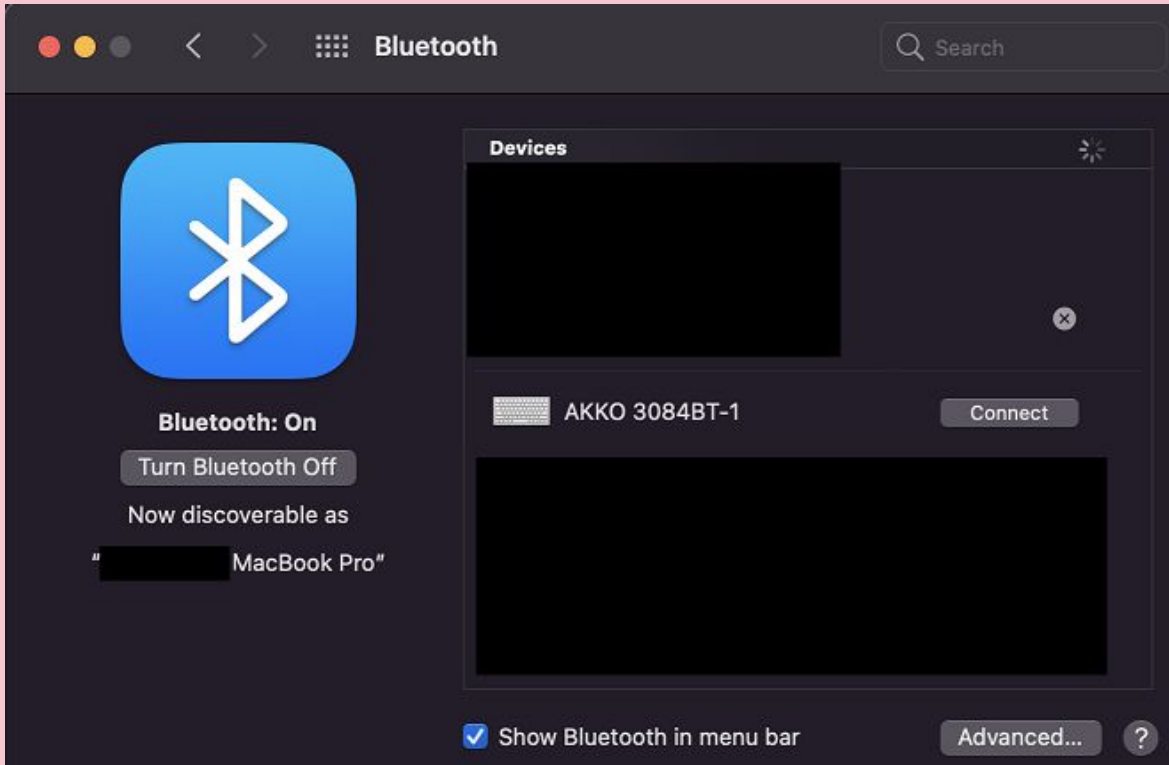 Bluetooth
Search
Bluetooth: On
Turn Bluetooth Off
Now discoverable as
“ MacBook Pro”
Devices
AKKO 3084BT-1
Connect
Show Bluetooth in menu bar
Advanced...
?